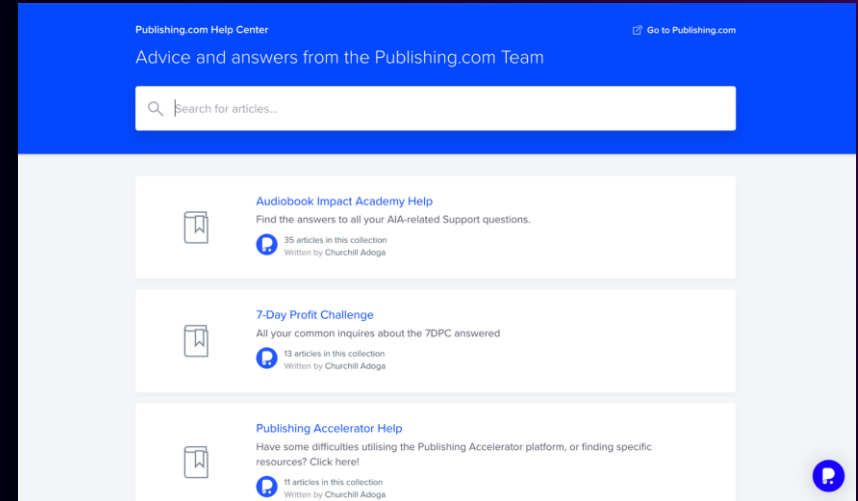 Publishing.com Help Center
Go to Publishing.com
Advice and answers from the Publishing.com Team
Search for articles...
Audiobook Impact Academy Help
Find the answers to all your AIA-related Support questions.
35 articles in this collection
Written by Churchill Adoga
7-Day Profit Challenge
All your common inquires about the 7DPC answered
13 articles in this collection
Written by Churchill Adoga
Publishing Accelerator Help
Have some difficulties utilising the Publishing Accelerator platform, or finding specific
resources? Click here!
11 articles in this collection
Written by Churchill Adoga